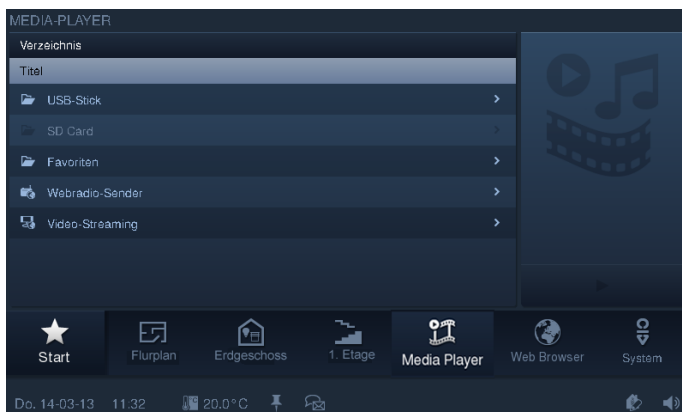 MEDIA-PLAYER
Verzeichnis
Titel
USB-Stick
SD Card
Favoriten
Webradio-Sender
Video-Streaming
Start Flurplan Erdgeschoss 1. Etage Media Player Web Browser System
Do. 14-03-13 11:32 20.0°C